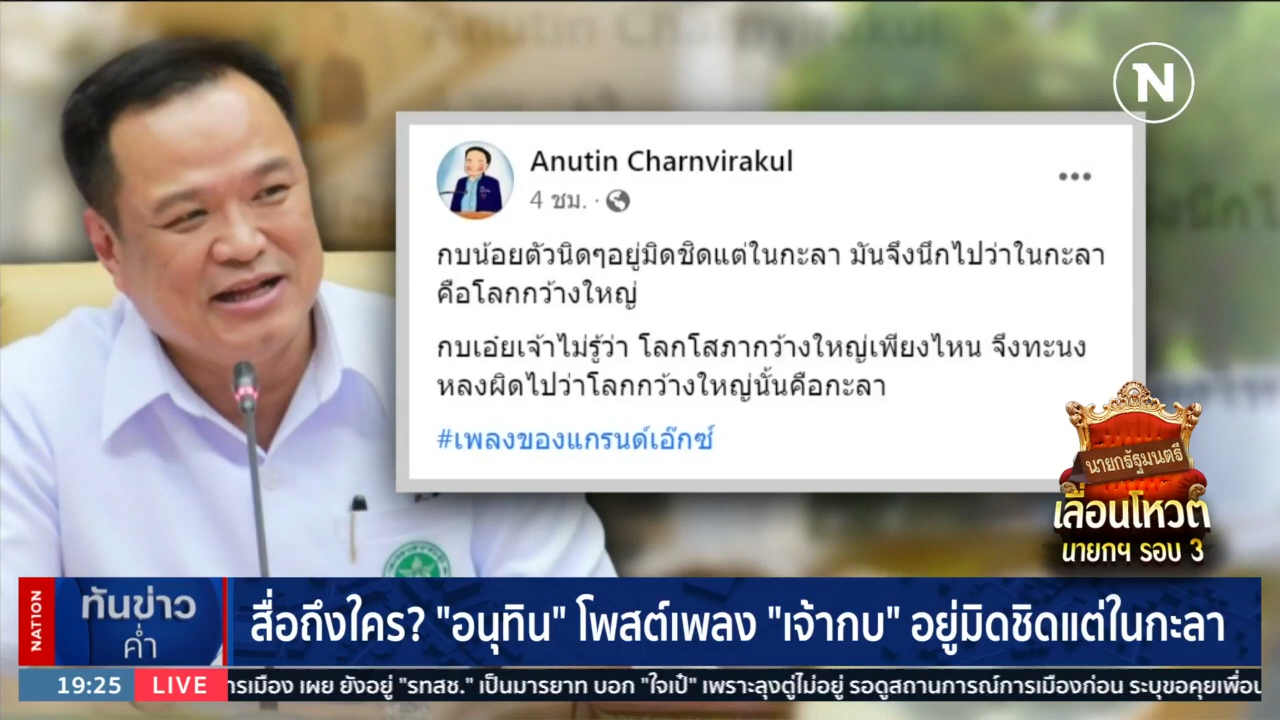 N
Anutin Charnvirakul
4 ชม. ·
กบน้อยตัวนิดๆอยู่มิดชิดแต่ในกะลา มันจึงนึกไปว่าในกะลา
คือโลกกว้างใหญ่
กบเอ๋ยเจ้าไม่รู้ว่า โลกโสภากว้างใหญ่เพียงไหน จึงทะนง
หลงผิดไปว่าโลกกว้างใหญ่นั้นคือกะลา
#เพลงของแกรนด์เอ๊กซ์
นายกรัฐมนตรี
เลื่อนโหวต
นายกฯ รอบ 3
NATION
ทันข่าว
ค่ำ
สื่อถึงใคร? "อนุทิน" โพสต์เพลง "เจ้ากบ" อยู่มิดชิดแต่ในกะลา
19:25 LIVE ารเมือง เผย ยังอยู่ "รทสช." เป็นมารยาท บอก "ใจเป๋" เพราะลุงตู่ไม่อยู่ รอดูสถานการณ์การเมืองก่อน ระบุขอคุยเพื่อน